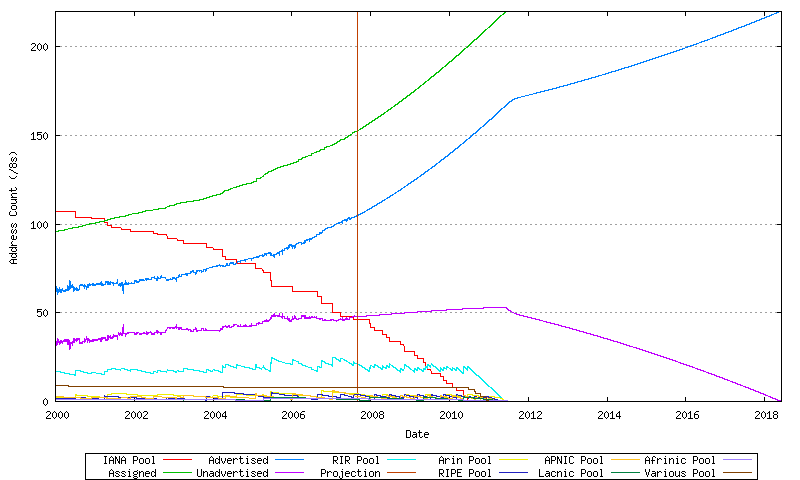 200
150
100
50
0
Address Count (/8s)
2000 2002 2004 2006 2008 2010 2012 2014 2016 2018
Date
IANA Pool Advertised RIR Pool Arin Pool APNIC Pool Afrinic Pool
Assigned Unadvertised Projection RIPE Pool Lacnic Pool Various Pool